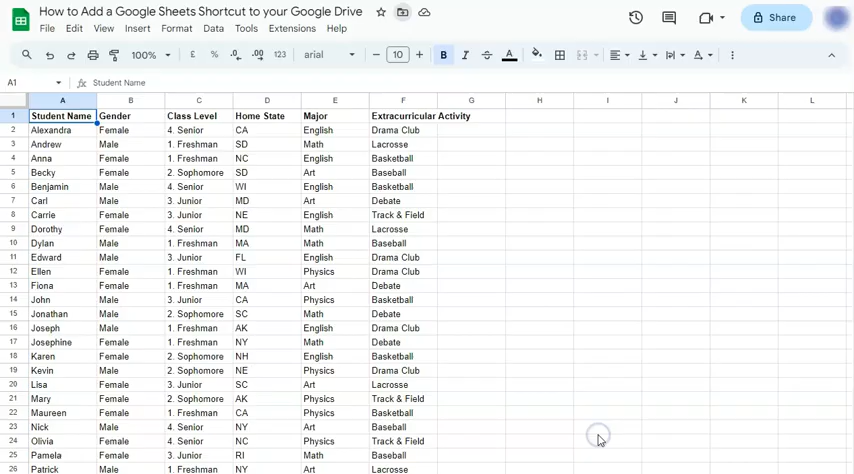 How to Add a Google Sheets Shortcut to your Google Drive
File Edit View Insert Format Data Tools Extensions Help
Share
100% £ % .0 .00 123 arial 10 B I A
A1 fx Student Name
A B C D E F G H I J K L
1 Student Name Gender Class Level Home State Major Extracurricular Activity
2 Alexandra Female 4. Senior CA English Drama Club
3 Andrew Male 1. Freshman SD Math Lacrosse
4 Anna Female 1. Freshman NC English Basketball
5 Becky Female 2. Sophomore SD Art Baseball
6 Benjamin Male 4. Senior WI English Basketball
7 Carl Male 3. Junior MD Art Debate
8 Carrie Female 3. Junior NE English Track & Field
9 Dorothy Female 4. Senior MD Math Lacrosse
10 Dylan Male 1. Freshman MA Math Baseball
11 Edward Male 3. Junior FL English Drama Club
12 Ellen Female 1. Freshman WI Physics Drama Club
13 Fiona Female 1. Freshman MA Art Debate
14 John Male 3. Junior CA Physics Basketball
15 Jonathan Male 2. Sophomore SC Math Debate
16 Joseph Male 1. Freshman AK English Drama Club
17 Josephine Female 1. Freshman NY Math Debate
18 Karen Female 2. Sophomore NH English Basketball
19 Kevin Male 2. Sophomore NE Physics Drama Club
20 Lisa Female 3. Junior SC Art Lacrosse
21 Mary Female 2. Sophomore AK Physics Track & Field
22 Maureen Female 1. Freshman CA Physics Basketball
23 Nick Male 4. Senior NY Art Baseball
24 Olivia Female 4. Senior NC Physics Track & Field
25 Pamela Female 3. Junior RI Math Baseball
26 Patrick Male 1. Freshman NY Art Lacrosse